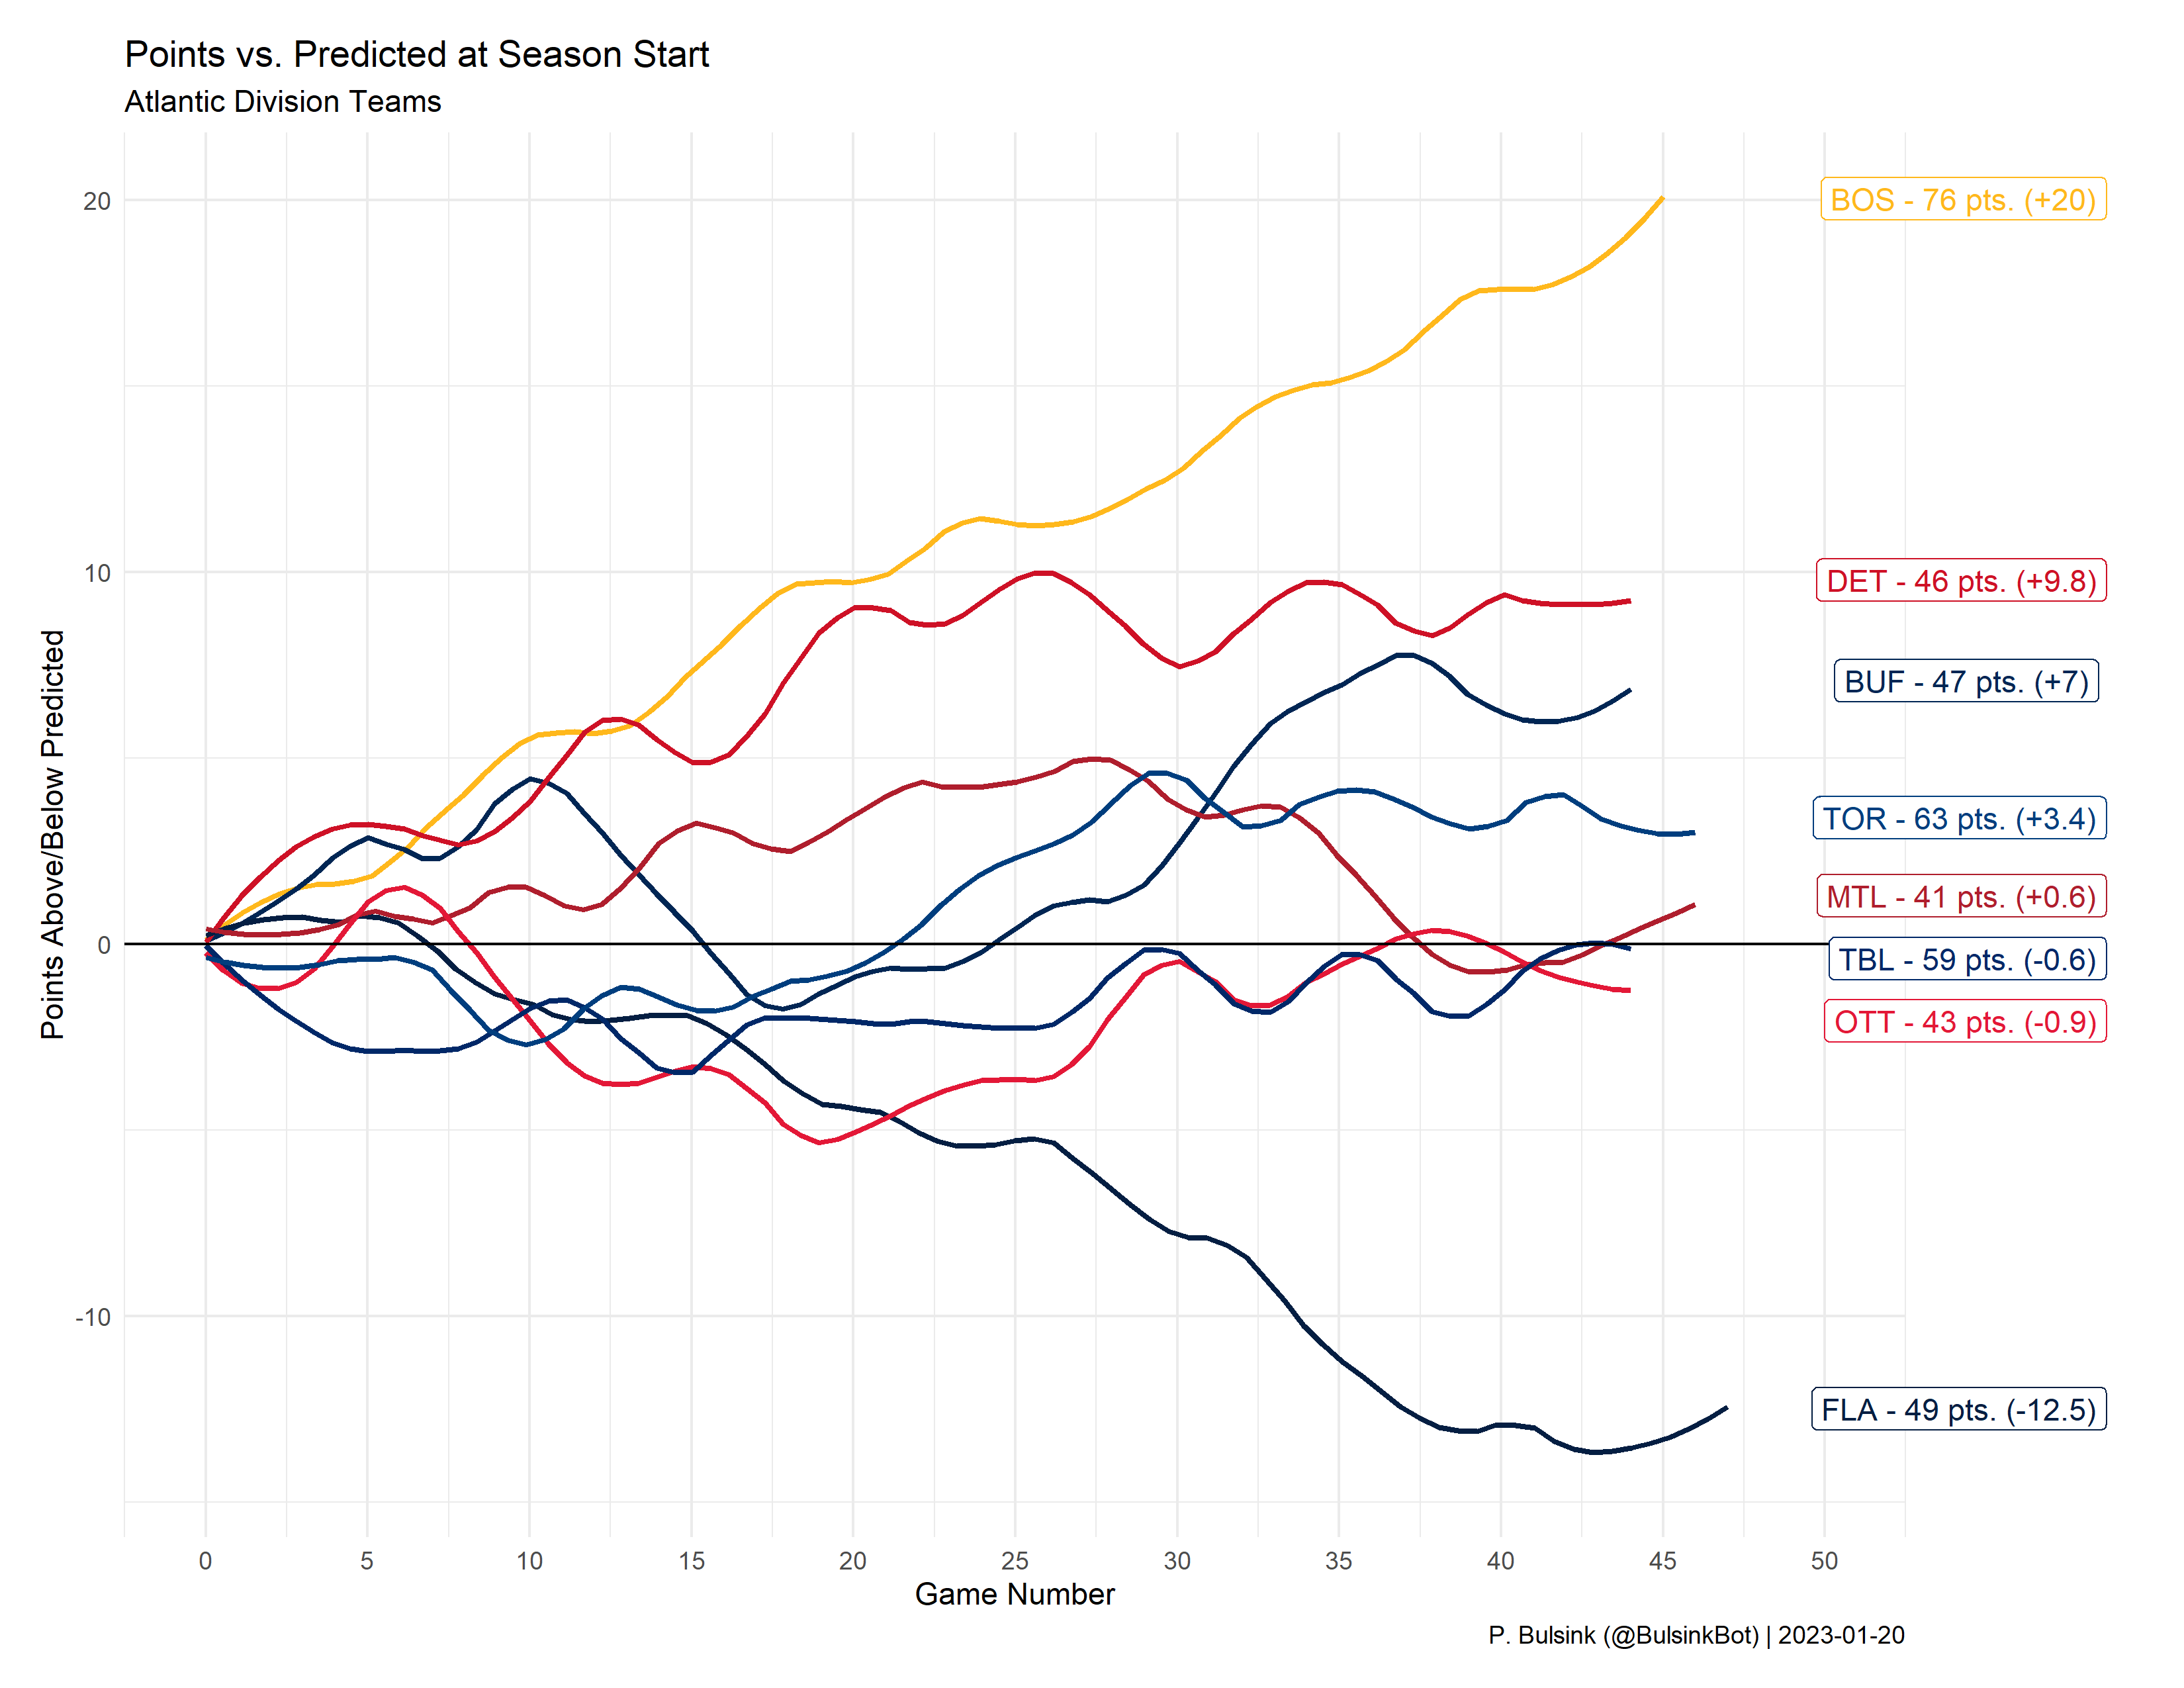 Points vs. Predicted at Season Start
Atlantic Division Teams
Points Above/Below Predicted
20
10
0
-10
BOS - 76 pts. (+20)
DET - 46 pts. (+9.8)
BUF - 47 pts. (+7)
TOR - 63 pts. (+3.4)
MTL - 41 pts. (+0.6)
TBL - 59 pts. (-0.6)
OTT - 43 pts. (-0.9)
FLA - 49 pts. (-12.5)
0 5 10 15 20 25 30 35 40 45 50
Game Number
P. Bulsink (@BulsinkBot) | 2023-01-20